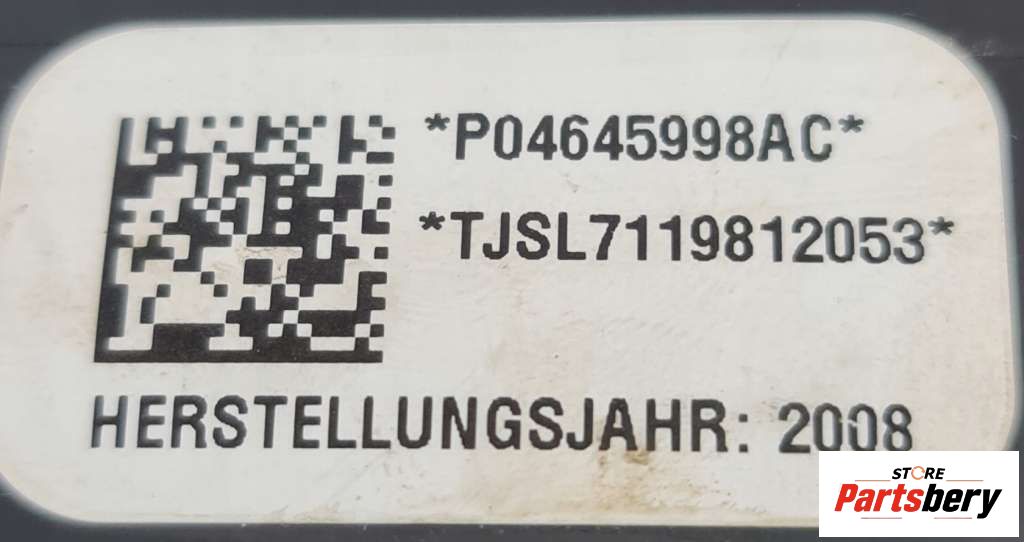 *P04645998AC*
*TJSL7119812053*
HERSTELLUNGSJAHR: 2008
STORE
Partsbery